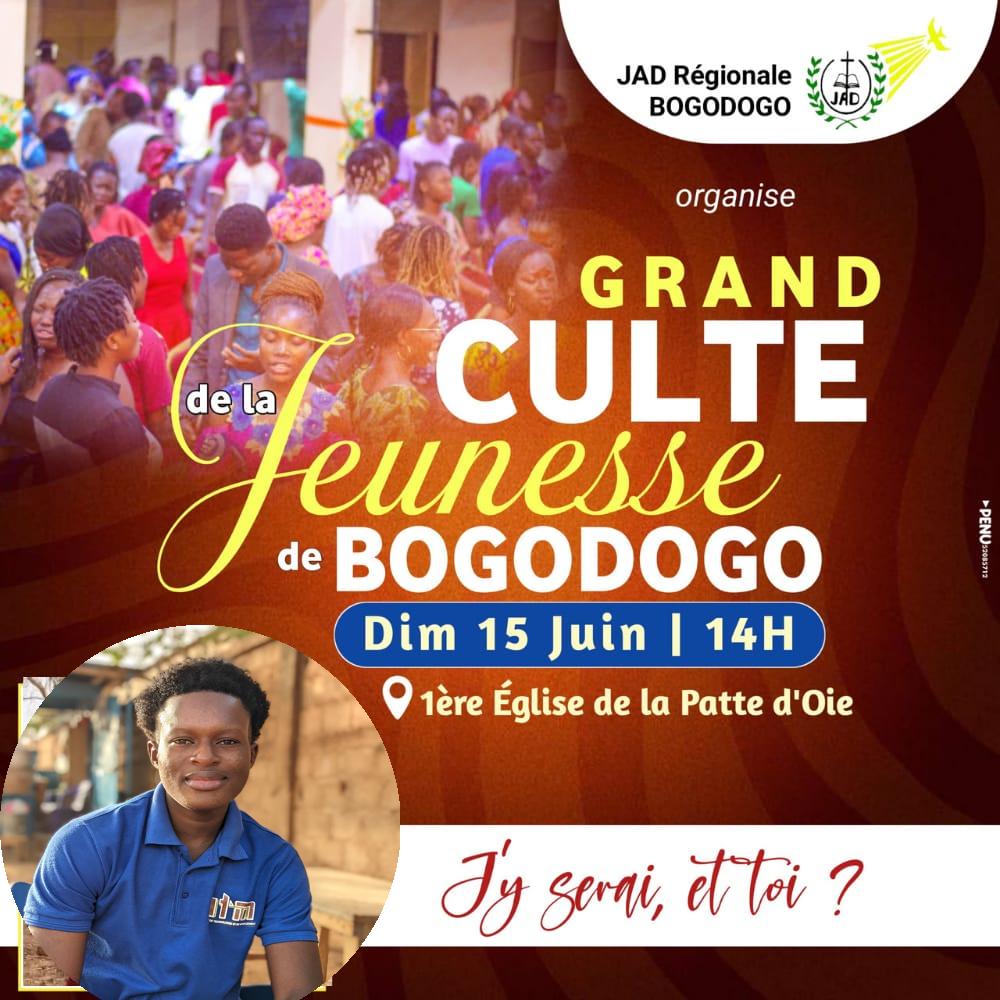 JAD Régionale
BOGODOGO
JAD
organise
GRAND
CULTE
de la
Jeunesse
de BOGODOGO
Dim 15 Juin | 14H
1ère Église de la Patte d'Oie
J'y serai, et toi ?
PENU